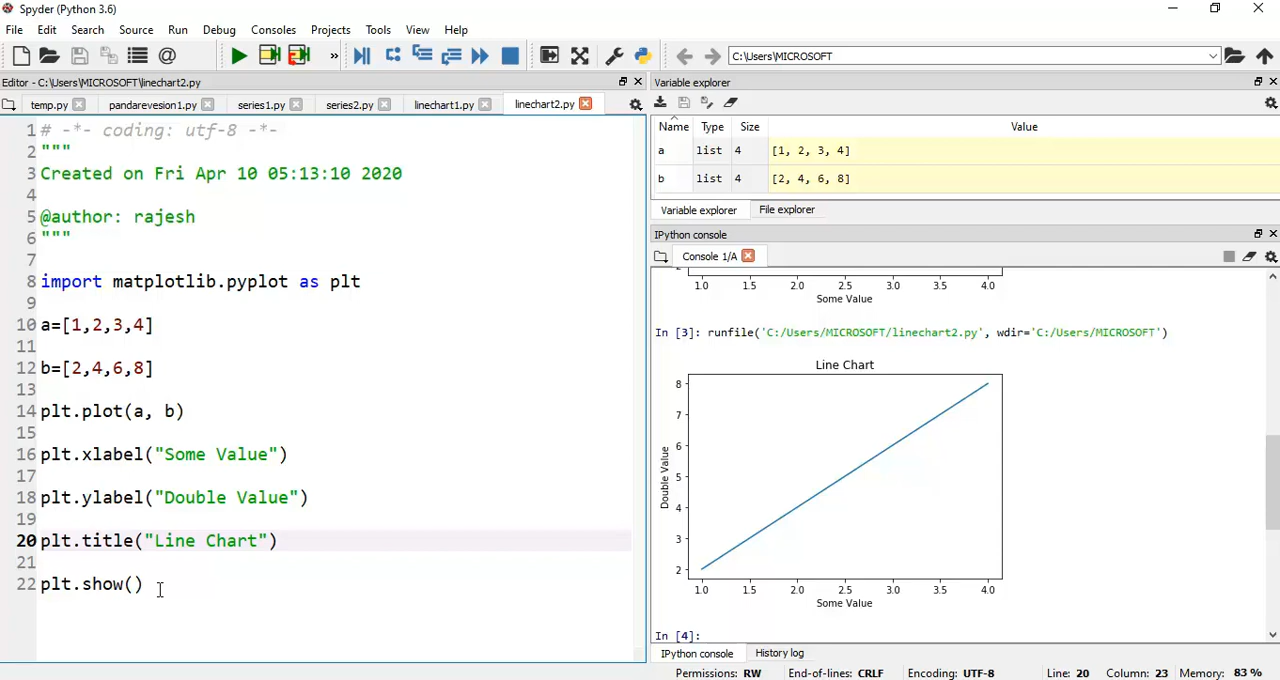 Spyder (Python 3.6)
File Edit Search Source Run Debug Consoles Projects Tools View Help
C:\Users\MICROSOFT
Editor - C:\Users\MICROSOFT\linechart2.py
temp.py pandarevesion1.py series1.py series2.py linechart1.py linechart2.py
1 # -*- coding: utf-8 -*-
2 """
3 Created on Fri Apr 10 05:13:10 2020
4
5 @author: rajesh
6 """
7
8 import matplotlib.pyplot as plt
9
10 a=[1,2,3,4]
11
12 b=[2,4,6,8]
13
14 plt.plot(a, b)
15
16 plt.xlabel("Some Value")
17
18 plt.ylabel("Double Value")
19
20 plt.title("Line Chart")
21
22 plt.show()
Variable explorer
Name Type Size Value
a list 4 [1, 2, 3, 4]
b list 4 [2, 4, 6, 8]
Variable explorer File explorer
IPython console
Console 1/A
1.0 1.5 2.0 2.5 3.0 3.5 4.0
Some Value
In [3]: runfile('C:/Users/MICROSOFT/linechart2.py', wdir='C:/Users/MICROSOFT')
Line Chart
8
7
6
5
4
3
2
Double Value
1.0 1.5 2.0 2.5 3.0 3.5 4.0
Some Value
In [4]:
IPython console History log
Permissions: RW End-of-lines: CRLF Encoding: UTF-8 Line: 20 Column: 23 Memory: 83 %